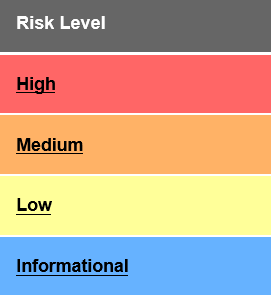 Risk Level
High
Medium
Low
Informational